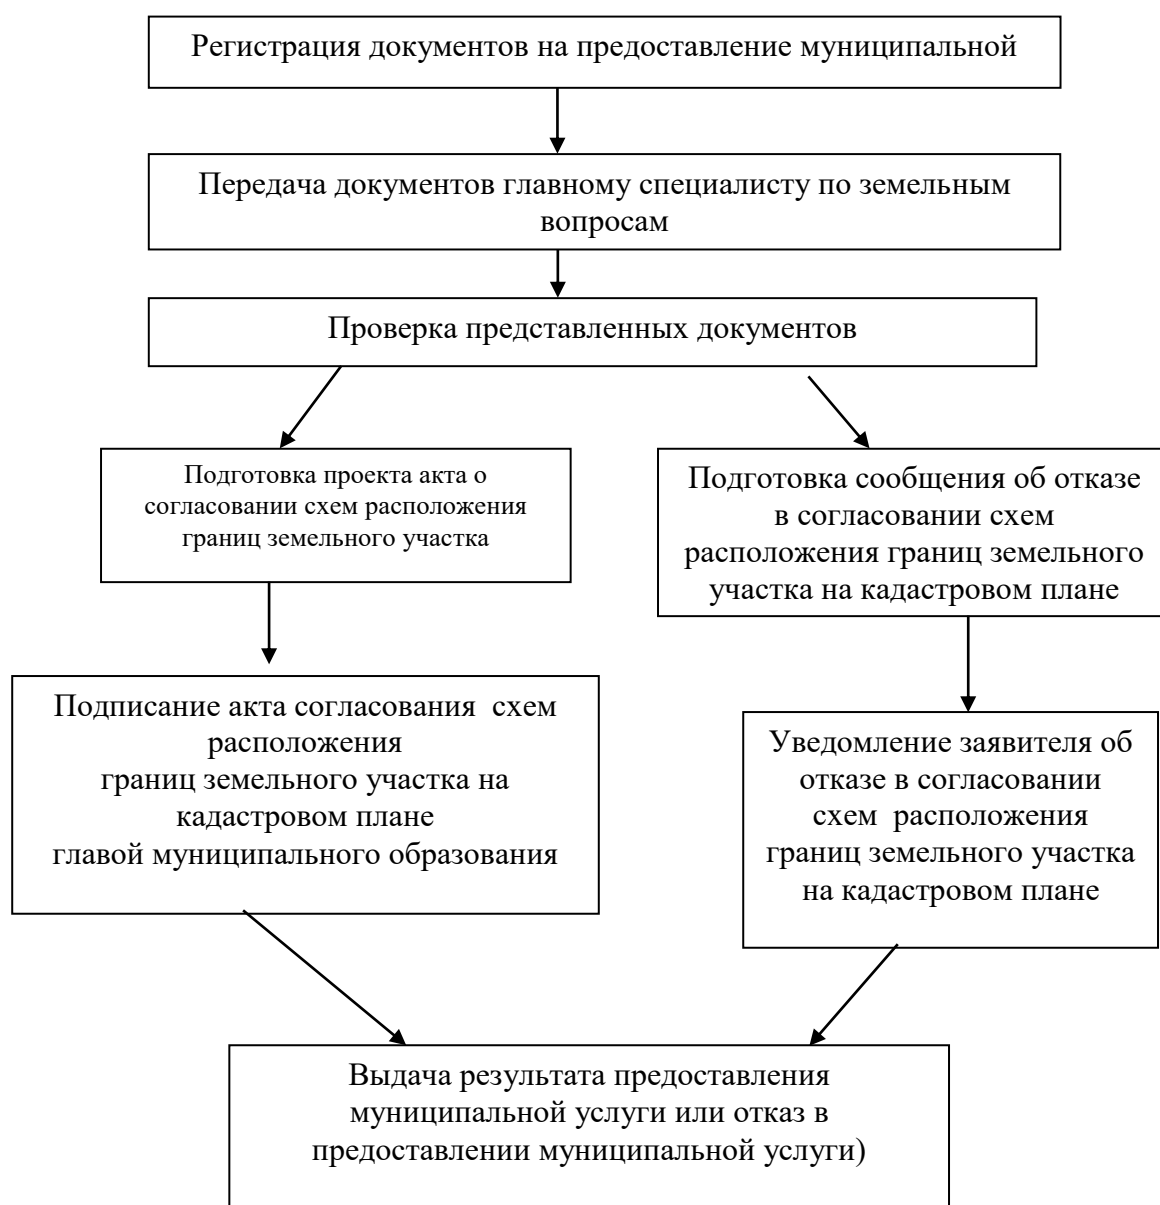 Регистрация документов на предоставление муниципальной
Передача документов главному специалисту по земельным
вопросам
Проверка представленных документов
Подготовка проекта акта о
согласовании схем расположения
границ земельного участка
Подготовка сообщения об отказе
в согласовании схем
расположения границ земельного
участка на кадастровом плане
Подписание акта согласования  схем
расположения
границ земельного участка на
кадастровом плане
главой муниципального образования
Уведомление заявителя об
отказе в согласовании
схем  расположения
границ земельного участка
на кадастровом плане
Выдача результата предоставления
муниципальной услуги или отказ в
предоставлении муниципальной услуги)